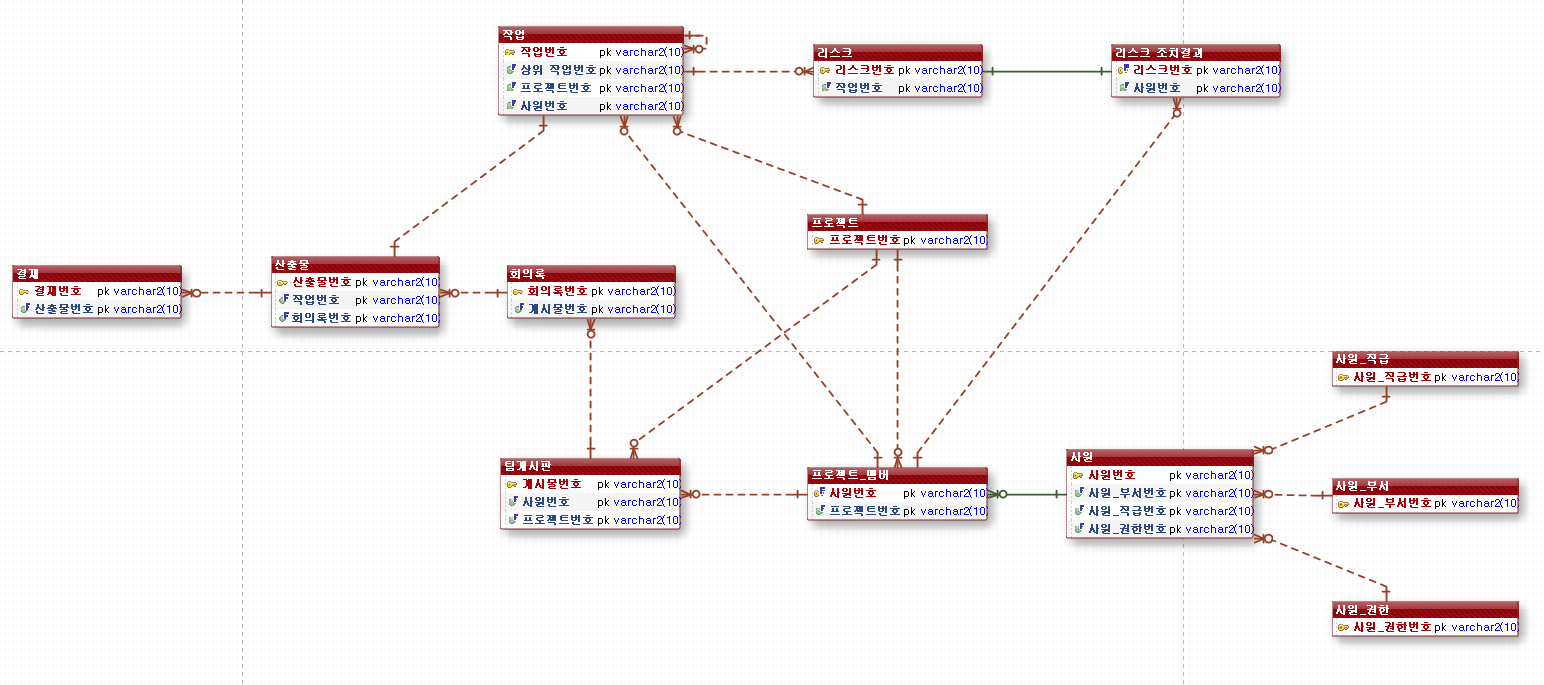 작업
작업번호 pk varchar2(10)
상위 작업번호 pk varchar2(10)
프로젝트번호 pk varchar2(10)
사원번호 pk varchar2(10)
리스크
리스크번호 pk varchar2(10)
작업번호 pk varchar2(10)
리스크 조치결과
리스크번호 pk varchar2(10)
사원번호 pk varchar2(10)
프로젝트
프로젝트번호 pk varchar2(10)
결재
결재번호 pk varchar2(10)
산출물번호 pk varchar2(10)
산출물
산출물번호 pk varchar2(10)
작업번호 pk varchar2(10)
회의록번호 pk varchar2(10)
회의록
회의록번호 pk varchar2(10)
게시물번호 pk varchar2(10)
팀게시판
게시물번호 pk varchar2(10)
사원번호 pk varchar2(10)
프로젝트번호 pk varchar2(10)
프로젝트_멤버
사원번호 pk varchar2(10)
프로젝트번호 pk varchar2(10)
사원
사원번호 pk varchar2(10)
사원_부서번호 pk varchar2(10)
사원_직급번호 pk varchar2(10)
사원_권한번호 pk varchar2(10)
사원_직급
사원_직급번호 pk varchar2(10)
사원_부서
사원_부서번호 pk varchar2(10)
사원_권한
사원_권한번호 pk varchar2(10)